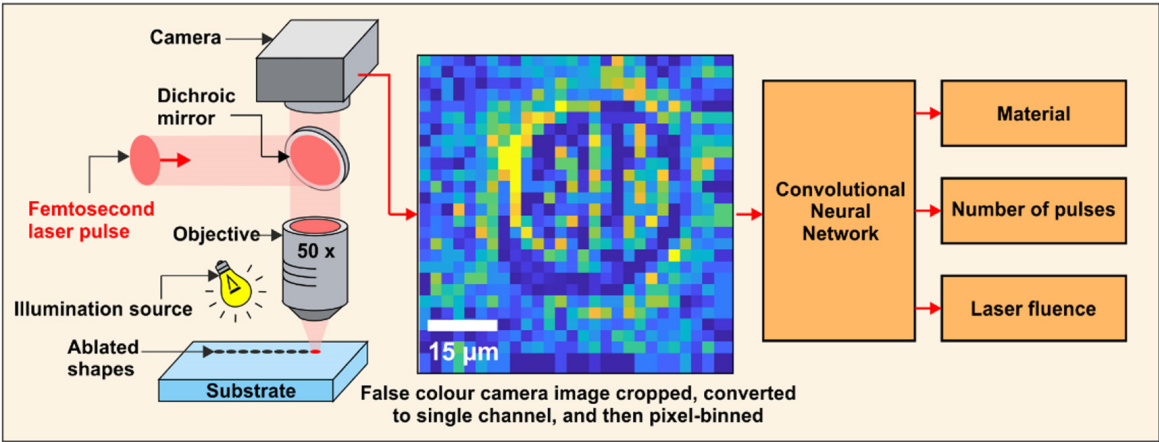 Camera
Dichroic
mirror
Femtosecond
laser pulse
Objective
50 x
Illumination source
Ablated
shapes
Substrate
15 µm
False colour camera image cropped, converted
to single channel, and then pixel-binned
Convolutional
Neural
Network
Material
Number of pulses
Laser fluence